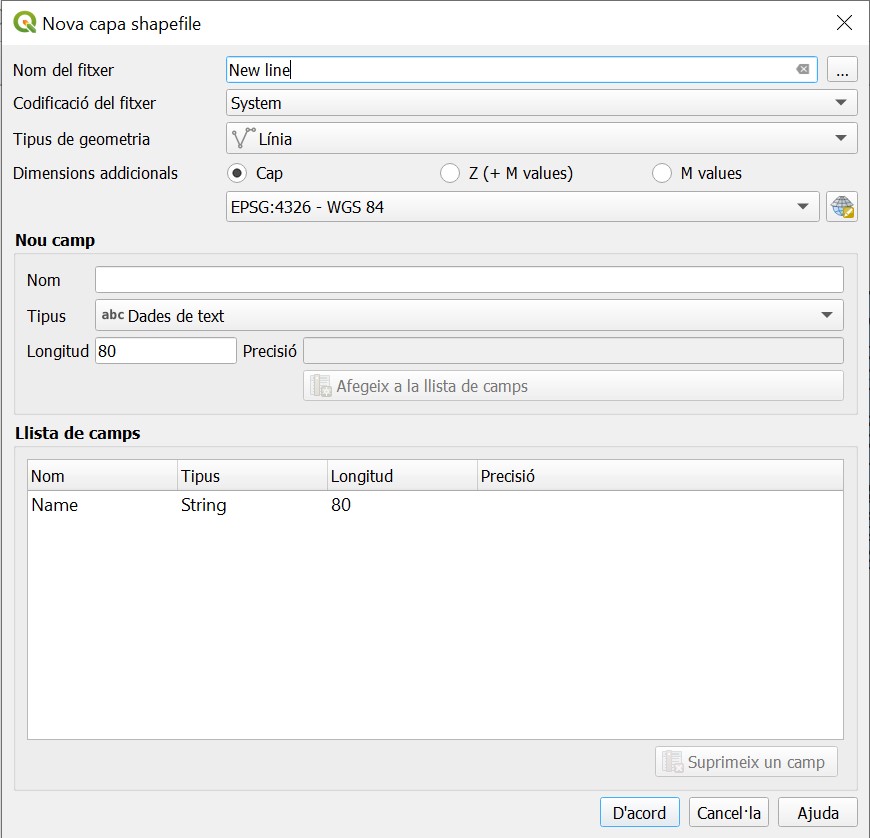 Nova capa shapefile
Nom del fitxer New line ...
Codificació del fitxer System
Tipus de geometria Línia
Dimensions addicionals Cap Z (+ M values) M values
EPSG:4326 - WGS 84
Nou camp
Nom
Tipus abc Dades de text
Longitud 80 Precisió
Afegeix a la llista de camps
Llista de camps
Nom Tipus Longitud Precisió
Name String 80
Suprimeix un camp
D'acord Cancel·la Ajuda